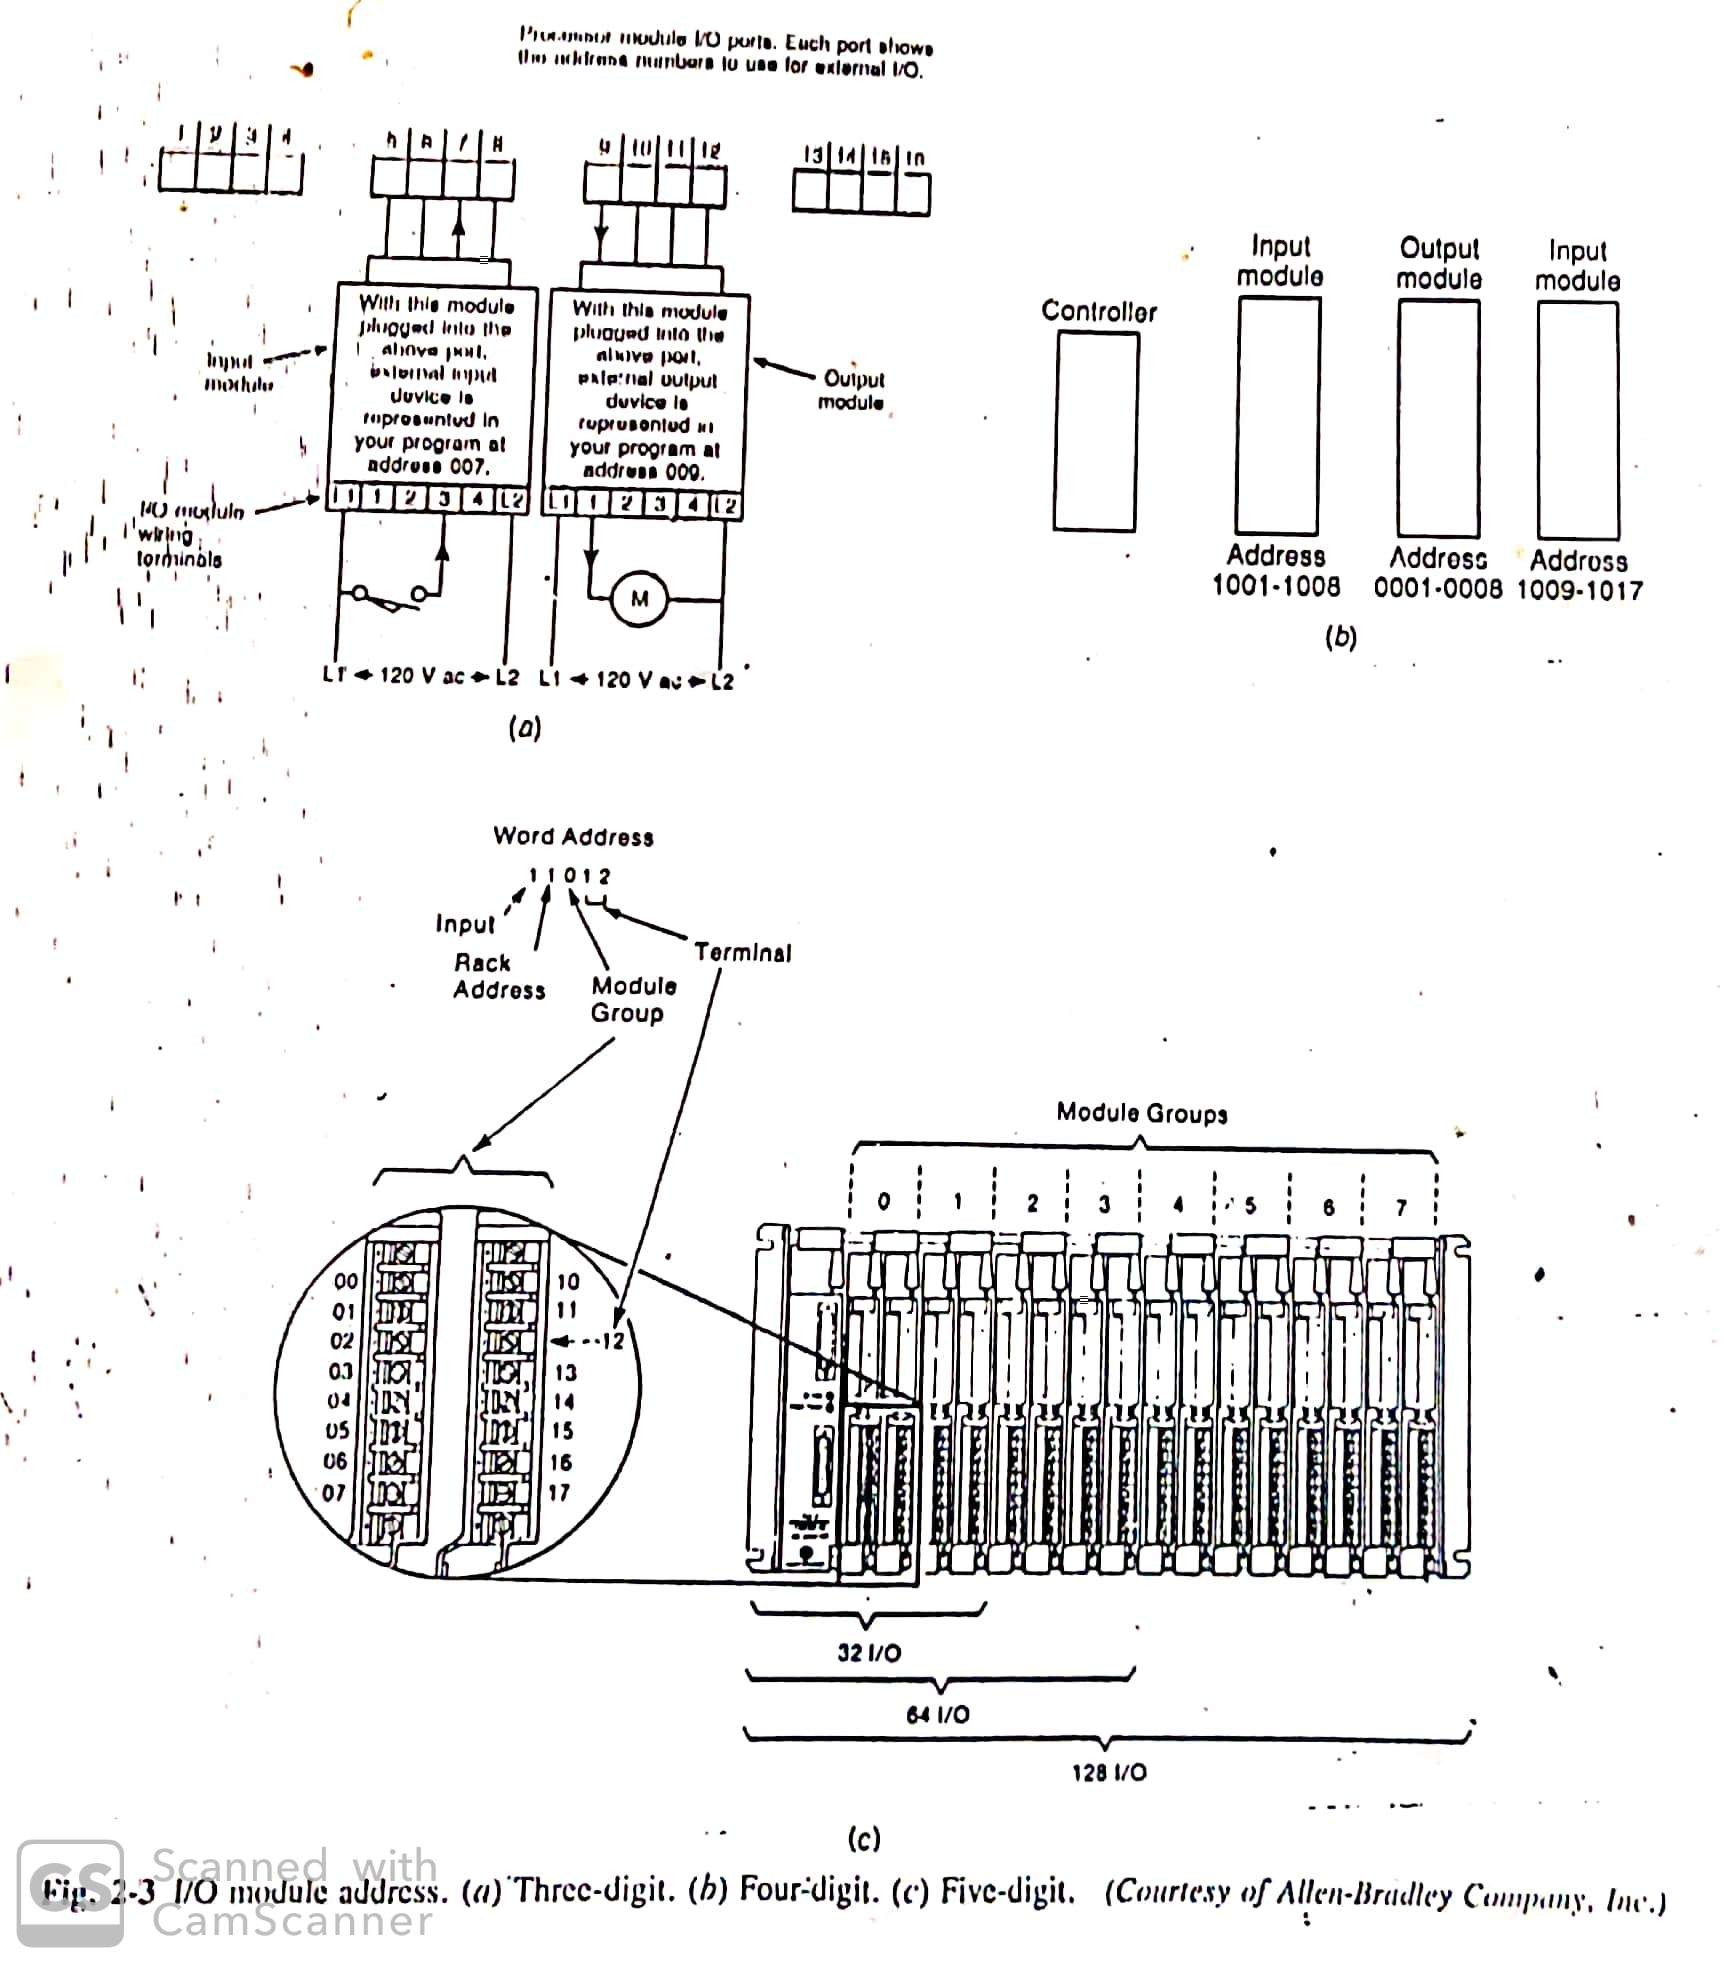 Processor module I/O ports. Each port shows
the address numbers to use for external I/O.
1 2 3 4
5 6 7 8
9 10 11 12
13 14 15 16
With this module
plugged into the
above port,
external input
device is
represented in
your program at
address 007.
With this module
plugged into the
above port,
external output
device is
represented in
your program at
address 009.
Input
module
Output
module
I/O module
wiring
terminals
L1 1 2 3 4 L2
L1 1 2 3 4 L2
M
L1 120 V ac L2
L1 120 V ac L2
(a)
Controller
Input
module
Output
module
Input
module
Address
1001-1008
Address
0001-0008
Address
1009-1017
(b)
Word Address
11012
Input
Rack
Address
Module
Group
Terminal
Module Groups
0 1 2 3 4 5 6 7
00 10
01 11
02 12
03 13
04 14
05 15
06 16
07 17
32 I/O
64 I/O
128 I/O
(c)
Fig. 2-3 I/O module address. (a) Three-digit. (b) Four-digit. (c) Five-digit. (Courtesy of Allen-Bradley Company, Inc.)
CS
Scanned with
CamScanner